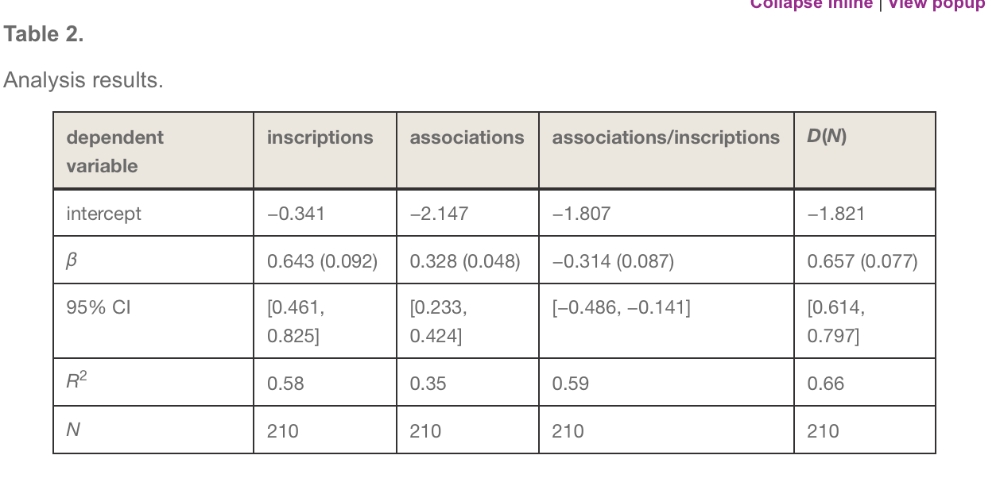 Collapse inline | View popup
Table 2.
Analysis results.
dependent variable inscriptions associations associations/inscriptions D(N)
intercept −0.341 −2.147 −1.807 −1.821
β 0.643 (0.092) 0.328 (0.048) −0.314 (0.087) 0.657 (0.077)
95% CI [0.461, 0.825] [0.233, 0.424] [−0.486, −0.141] [0.614, 0.797]
R² 0.58 0.35 0.59 0.66
N 210 210 210 210